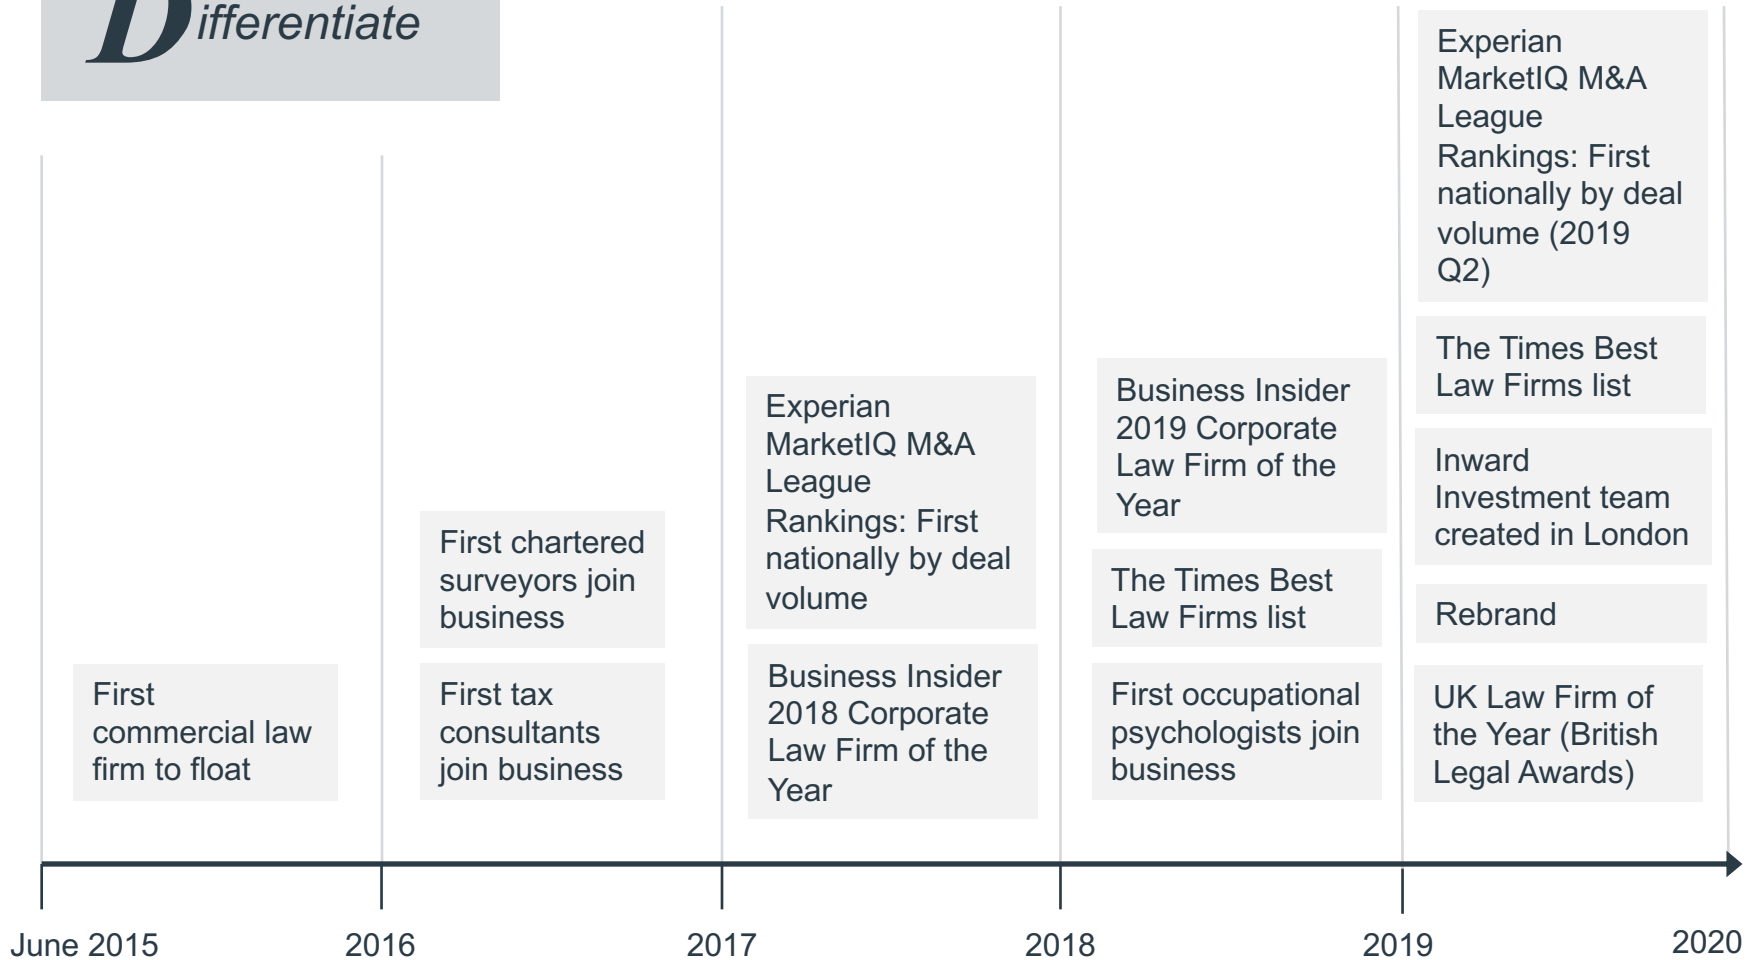 Differentiate
First
commercial law
firm to float
First chartered
surveyors join
business
First tax
consultants
join business
Experian
MarketIQ M&A
League
Rankings: First
nationally by deal
volume
Business Insider
2018 Corporate
Law Firm of the
Year
Business Insider
2019 Corporate
Law Firm of the
Year
The Times Best
Law Firms list
First occupational
psychologists join
business
Experian
MarketIQ M&A
League
Rankings: First
nationally by deal
volume (2019
Q2)
The Times Best
Law Firms list
Inward
Investment team
created in London
Rebrand
UK Law Firm of
the Year (British
Legal Awards)
June 2015
2016
2017
2018
2019
2020